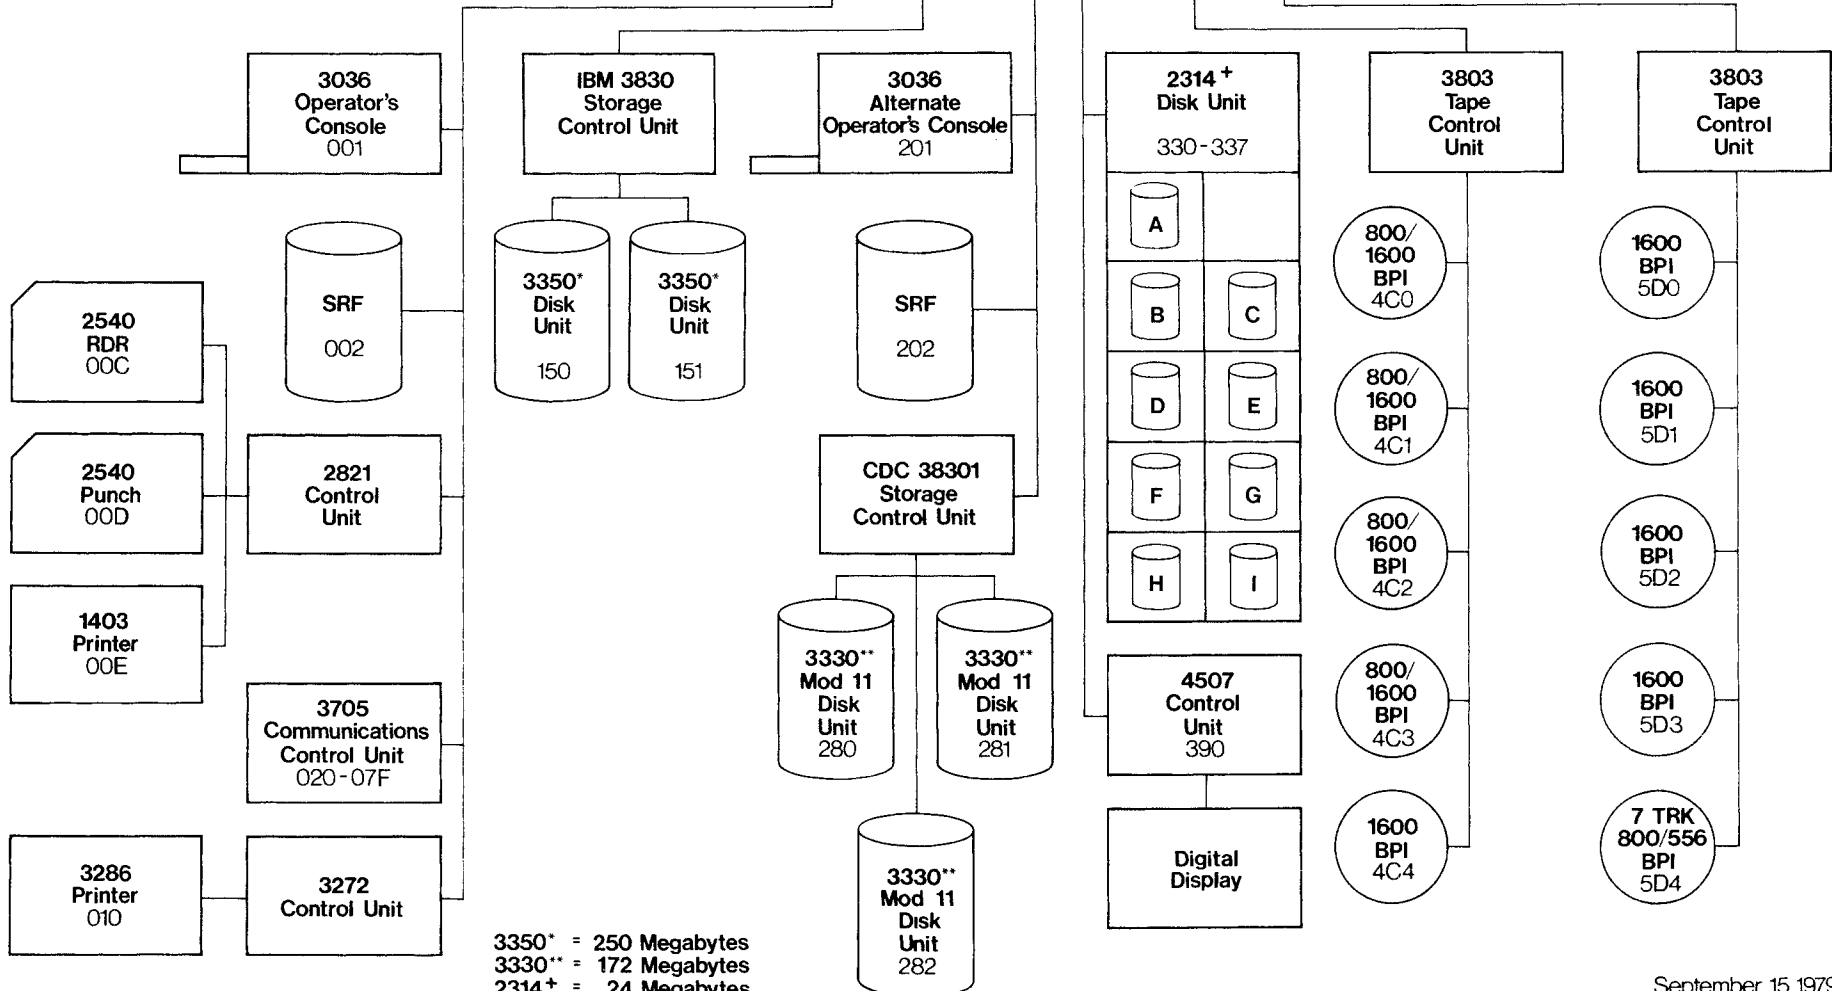 3036
Operator's
Console
001
IBM 3830
Storage
Control Unit
3036
Alternate
Operator's Console
201
2314+
Disk Unit
330-337
3803
Tape
Control
Unit
3803
Tape
Control
Unit
2540
RDR
00C
SRF
002
3350*
Disk
Unit
150
3350*
Disk
Unit
151
SRF
202
A
B
C
D
E
F
G
H
I
800/
1600
BPI
4C0
1600
BPI
5D0
800/
1600
BPI
4C1
1600
BPI
5D1
2540
Punch
00D
2821
Control
Unit
CDC 38301
Storage
Control Unit
800/
1600
BPI
4C2
1600
BPI
5D2
1403
Printer
00E
3330**
Mod 11
Disk
Unit
280
3330**
Mod 11
Disk
Unit
281
4507
Control
Unit
390
800/
1600
BPI
4C3
1600
BPI
5D3
3705
Communications
Control Unit
020-07F
3286
Printer
010
3272
Control Unit
3330**
Mod 11
Disk
Unit
282
Digital
Display
1600
BPI
4C4
7 TRK
800/556
BPI
5D4
3350* = 250 Megabytes
3330** = 172 Megabytes
2314+ = 24 Megabytes
September 15 1979